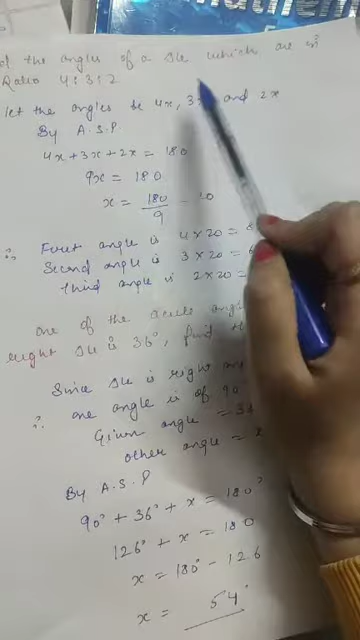 Mathematic
of the angles of a Δle which are in
Ratio 4:3:2
let the angles be 4x, 3x and 2x
By A.S.P.
4x+3x+2x = 180
9x = 180
x = 180/9 = 20
∴ First angle is 4×20 =
Second angle is 3×20 =
third angle is 2×20 =
one of the acute angle
right Δle is 36°, find th
Since Δle is right an
∴ one angle is of 90
Given angle = 36
other angle = x
By A.S.P
90° + 36° + x = 180°
126° + x = 180
x = 180° - 126
x = 54°